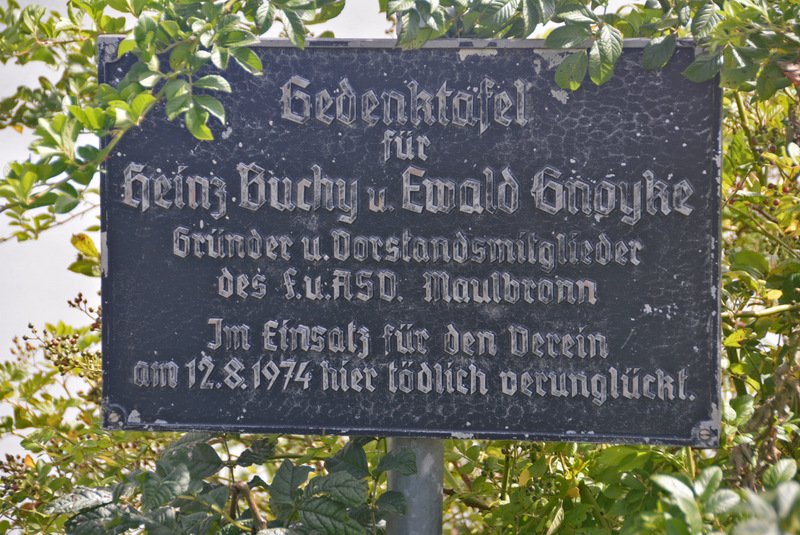 Gedenktafel
für
Heinz Buchy u. Ewald Gnoyke
Gründer u. Vorstandsmitglieder
des F.u.ASV. Maulbronn
Im Einsatz für den Verein
am 12.8.1974 hier tödlich verunglückt.